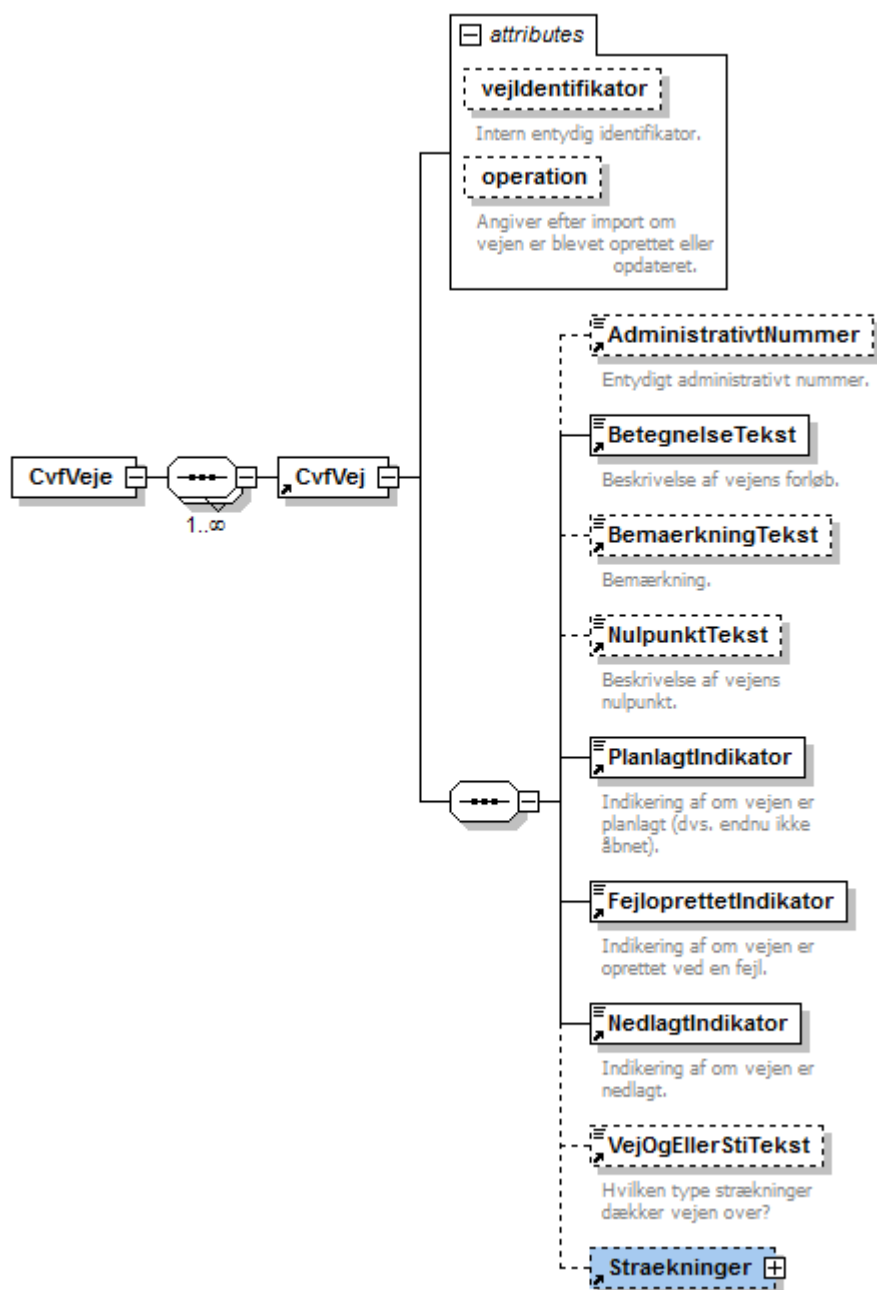 attributes
vejIdentifikator
Intern entydig identifikator.
operation
Angiver efter import om
vejen er blevet oprettet eller
opdateret.
CvfVeje
1..∞
CvfVej
AdministrativtNummer
Entydigt administrativt nummer.
BetegnelseTekst
Beskrivelse af vejens forløb.
BemaerkningTekst
Bemærkning.
NulpunktTekst
Beskrivelse af vejens
nulpunkt.
PlanlagtIndikator
Indikering af om vejen er
planlagt (dvs. endnu ikke
åbnet).
FejloprettetIndikator
Indikering af om vejen er
oprettet ved en fejl.
NedlagtIndikator
Indikering af om vejen er
nedlagt.
VejOgEllerStiTekst
Hvilken type strækninger
dækker vejen over?
Straekninger